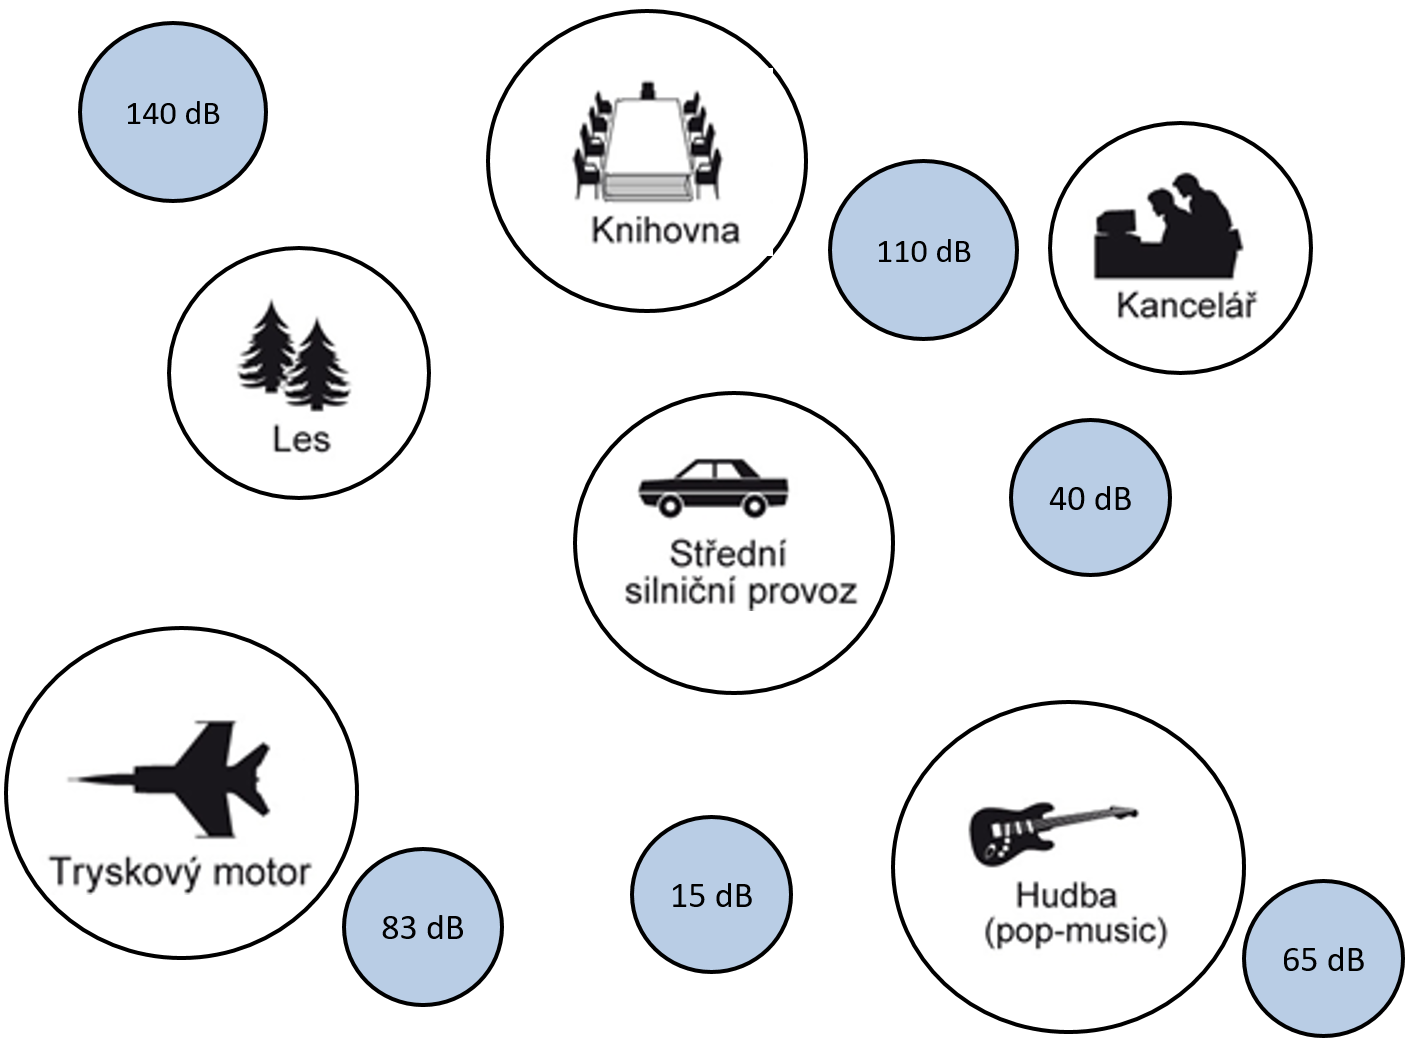 140 dB
Knihovna
110 dB
Kancelář
Les
40 dB
Střední
silniční provoz
Tryskový motor
83 dB
15 dB
Hudba
(pop-music)
65 dB